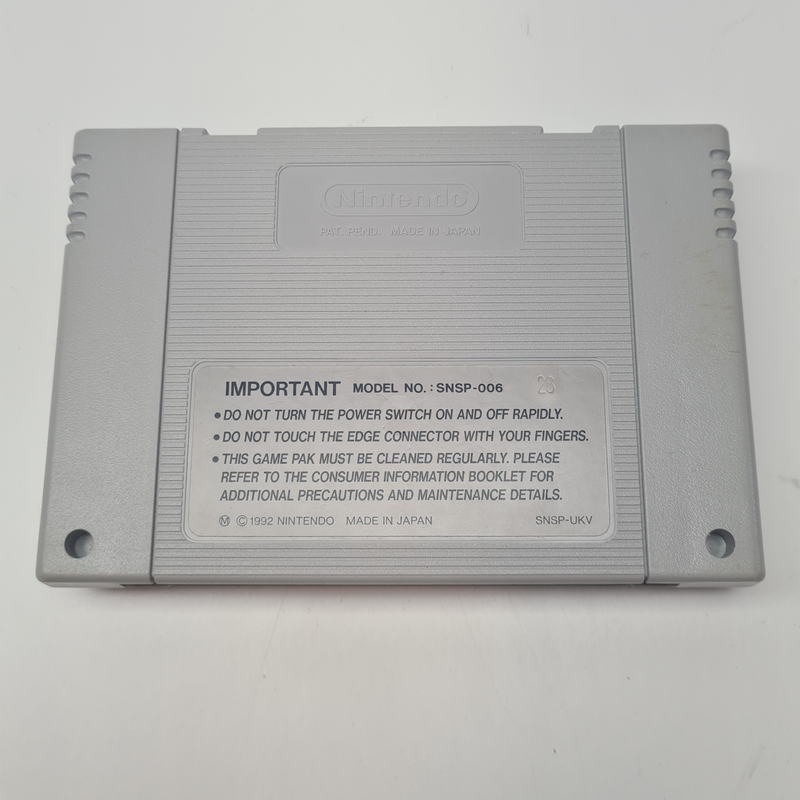 Nintendo
PAT. PEND. MADE IN JAPAN
IMPORTANT MODEL NO. : SNSP-006 26
• DO NOT TURN THE POWER SWITCH ON AND OFF RAPIDLY.
• DO NOT TOUCH THE EDGE CONNECTOR WITH YOUR FINGERS.
• THIS GAME PAK MUST BE CLEANED REGULARLY. PLEASE
REFER TO THE CONSUMER INFORMATION BOOKLET FOR
ADDITIONAL PRECAUTIONS AND MAINTENANCE DETAILS.
Ⓜ © 1992 NINTENDO MADE IN JAPAN SNSP-UKV